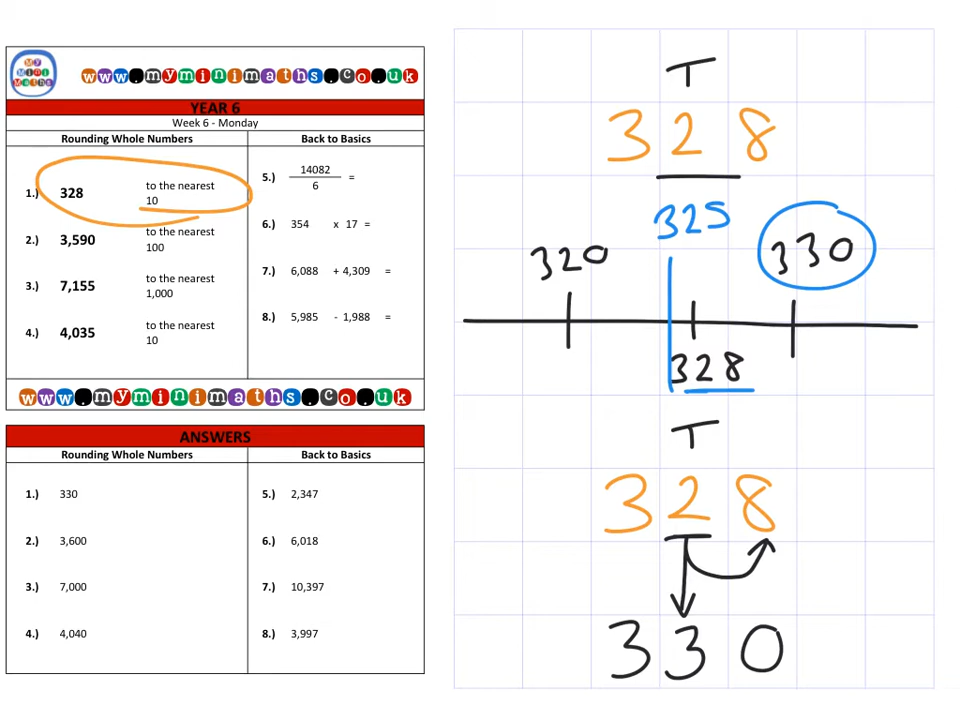 My
Mini
Maths
www.myminimaths.co.uk
YEAR 6
Week 6 - Monday
Rounding Whole Numbers
Back to Basics
1.) 328 to the nearest
10
2.) 3,590 to the nearest
100
3.) 7,155 to the nearest
1,000
4.) 4,035 to the nearest
10
5.) 14082
6 =
6.) 354 x 17 =
7.) 6,088 + 4,309 =
8.) 5,985 - 1,988 =
www.myminimaths.co.uk
ANSWERS
Rounding Whole Numbers
Back to Basics
1.) 330
2.) 3,600
3.) 7,000
4.) 4,040
5.) 2,347
6.) 6,018
7.) 10,397
8.) 3,997
T
328
325
320 330
328
T
328
330